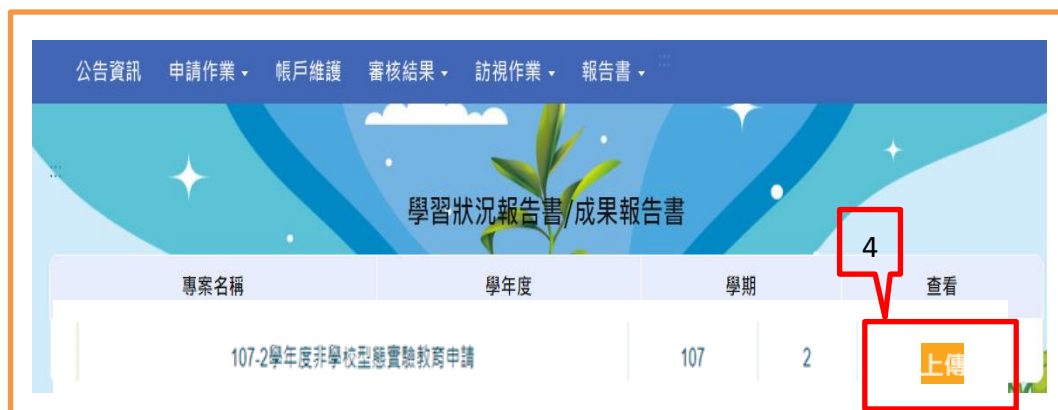 公告資訊 申請作業 帳戶維護 審核結果 訪視作業 報告書 :::
:::
學習狀況報告書/成果報告書
4
專案名稱 學年度 學期 查看
107-2學年度非學校型態實驗教育申請 107 2 上傳